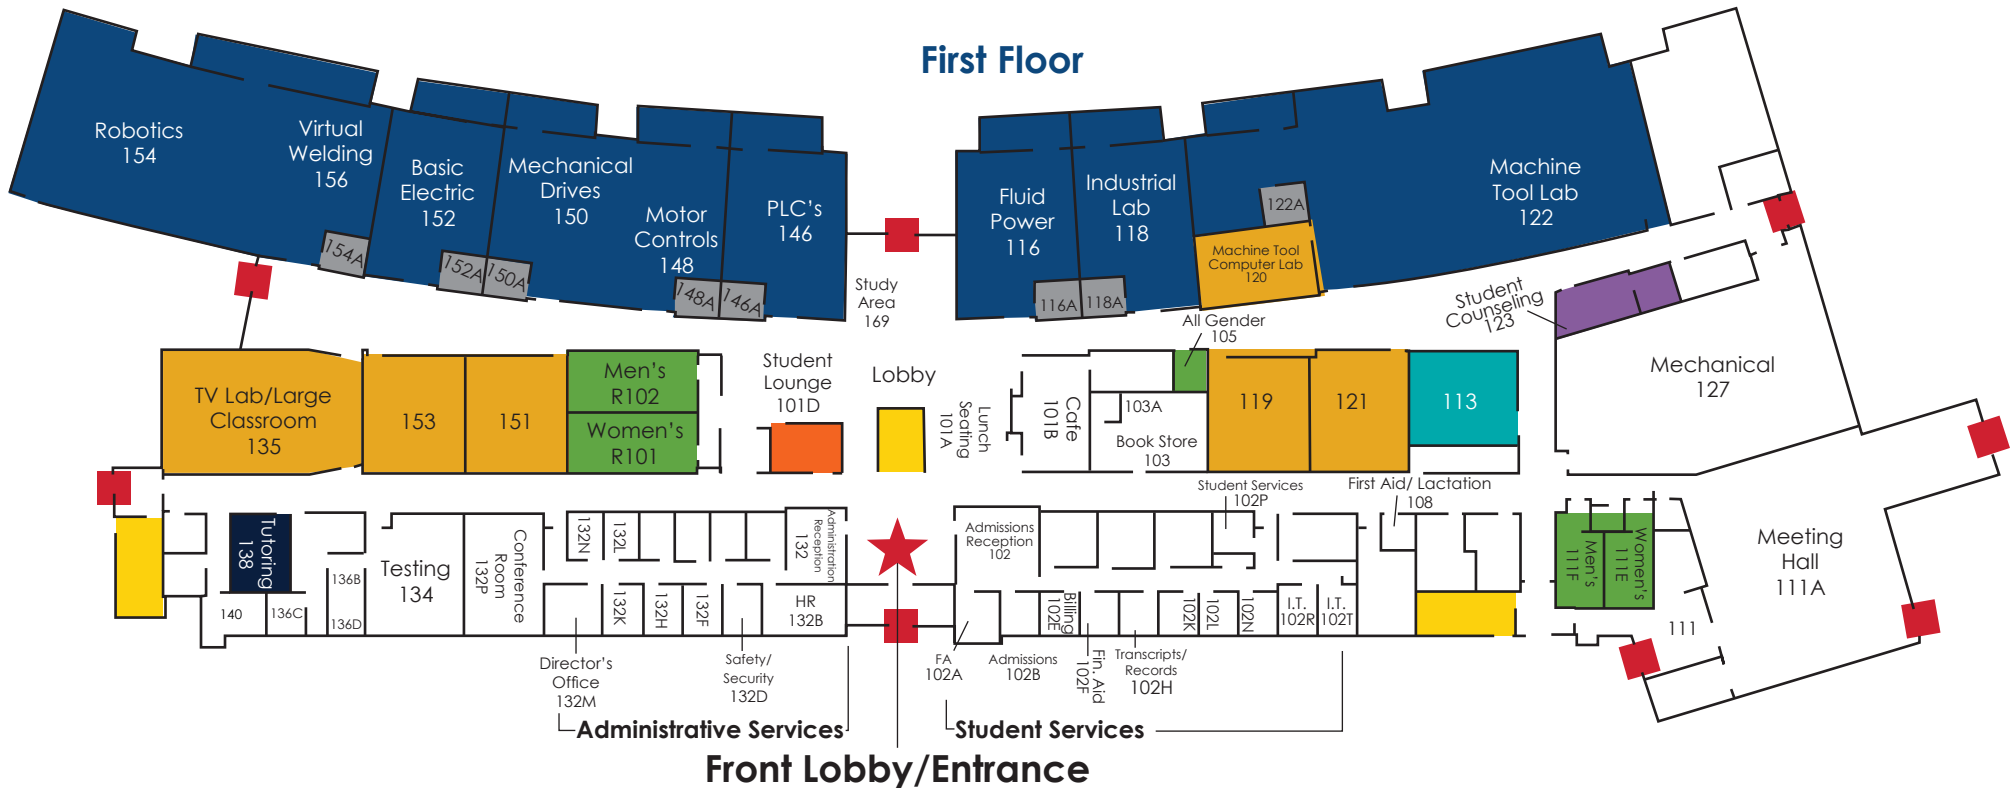 First Floor
Robotics
154
Virtual
Welding
156
Basic
Electric
152
Mechanical
Drives
150
Motor
Controls
148
PLC's
146
154A
152A
150A
148A
146A
Study
Area
169
Fluid
Power
116
Industrial
Lab
118
116A
118A
122A
Machine Tool
Computer Lab
120
Machine
Tool Lab
122
Student
Counseling
123
Mechanical
127
TV Lab/Large
Classroom
135
153
151
Men's
R102
Women's
R101
Student
Lounge
101D
Lobby
Lunch
Seating
101A
Cafe
101B
103A
Book Store
103
All Gender
105
119
121
113
Tutoring
138
140
136C
136B
136D
Testing
134
Conference
Room
132P
132N
132L
Administration
Reception
132
132K
132H
132F
HR
132B
Director's
Office
132M
Safety/
Security
132D
Administrative Services
Admissions
Reception
102
Student Services
102P
First Aid/ Lactation
108
Billing
102E
102K
102L
102N
I.T.
102R
I.T.
102T
FA
102A
Admissions
102B
Fin. Aid
102F
Transcripts/
Records
102H
Student Services
Men's
111F
Women's
111E
111
Meeting
Hall
111A
Front Lobby/Entrance